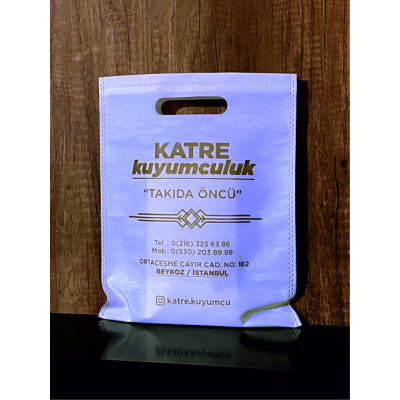 KATRE
kuyumculuk
“TAKIDA ÖNCÜ”
Tel : 0(216) 323 63 86
Mob: 0(530) 203 89 99
ORTAÇEŞME ÇAYIR CAD. NO: 162
BEYKOZ / İSTANBUL
katre.kuyumcu